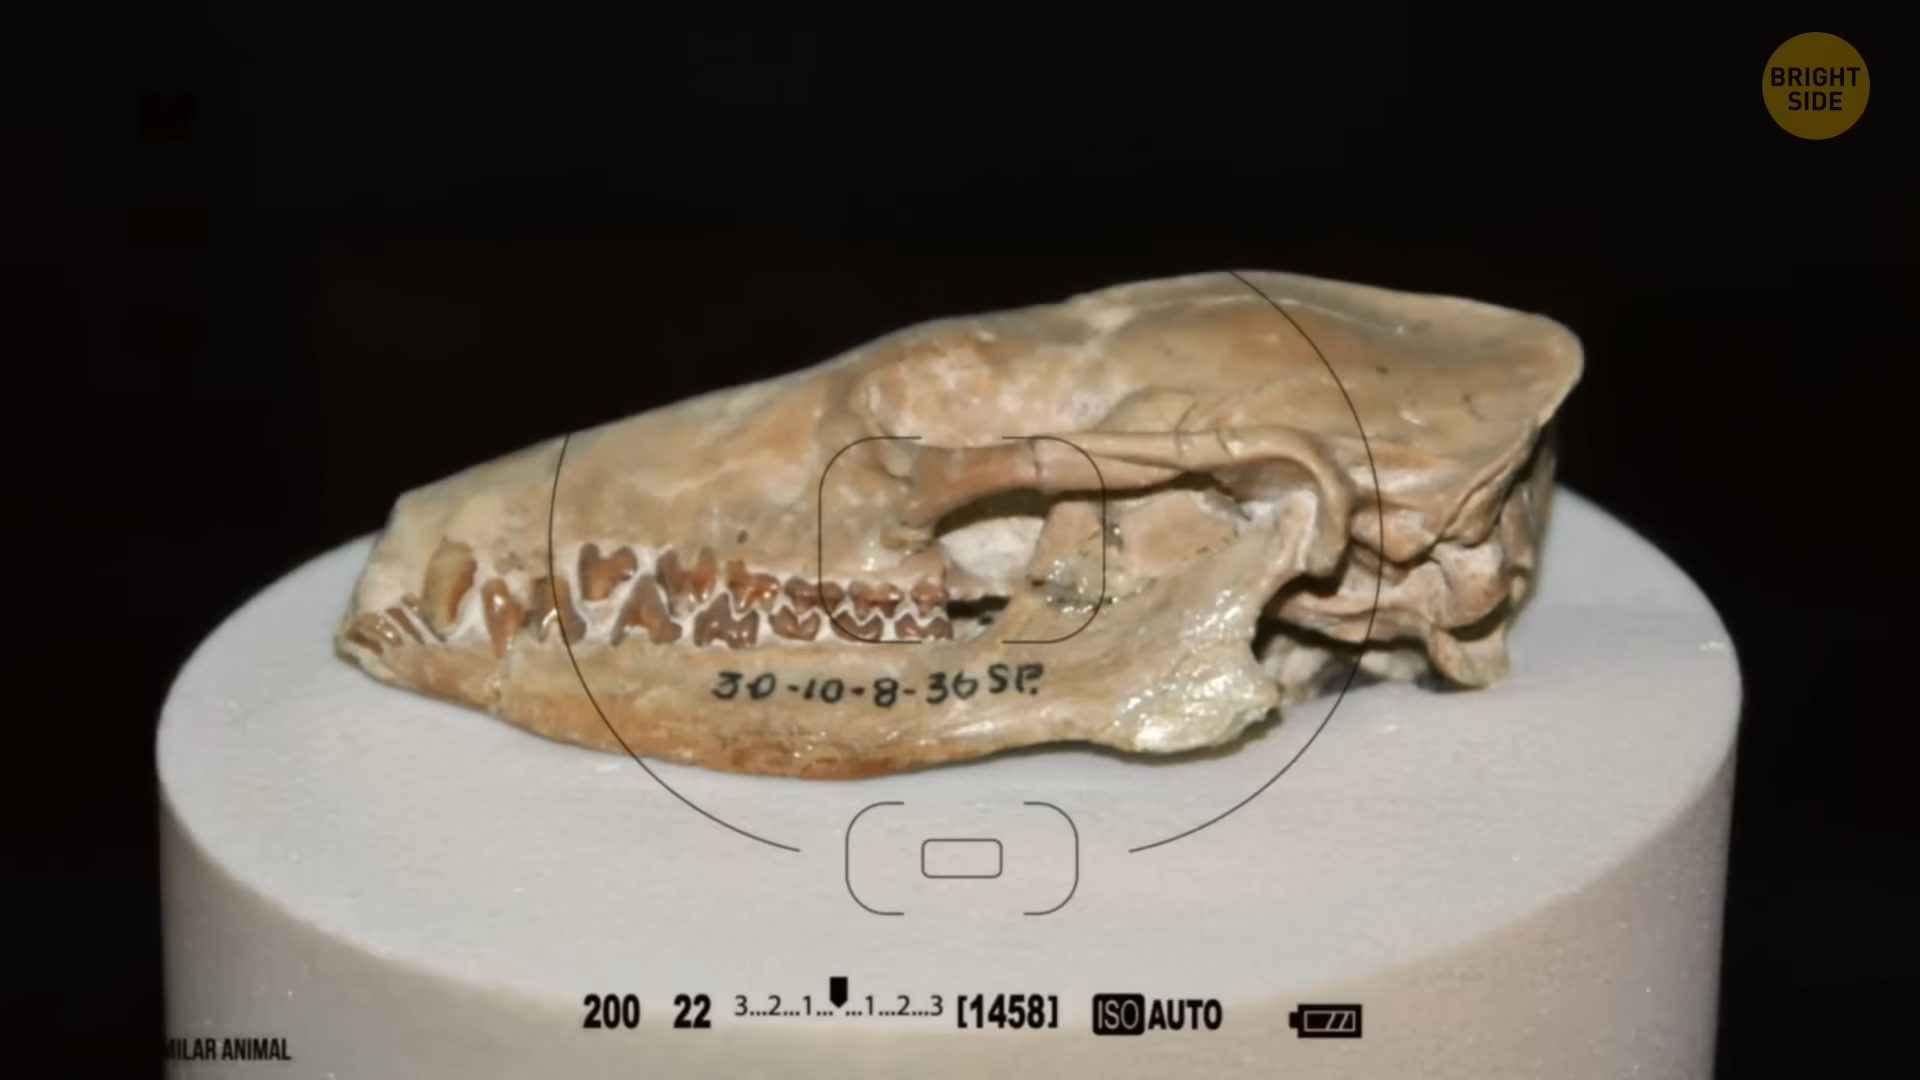 BRIGHT
SIDE
30-10-8-36 SP.
200 22 3...2...1......1...2...3 [1458] ISO AUTO
ANIMAL